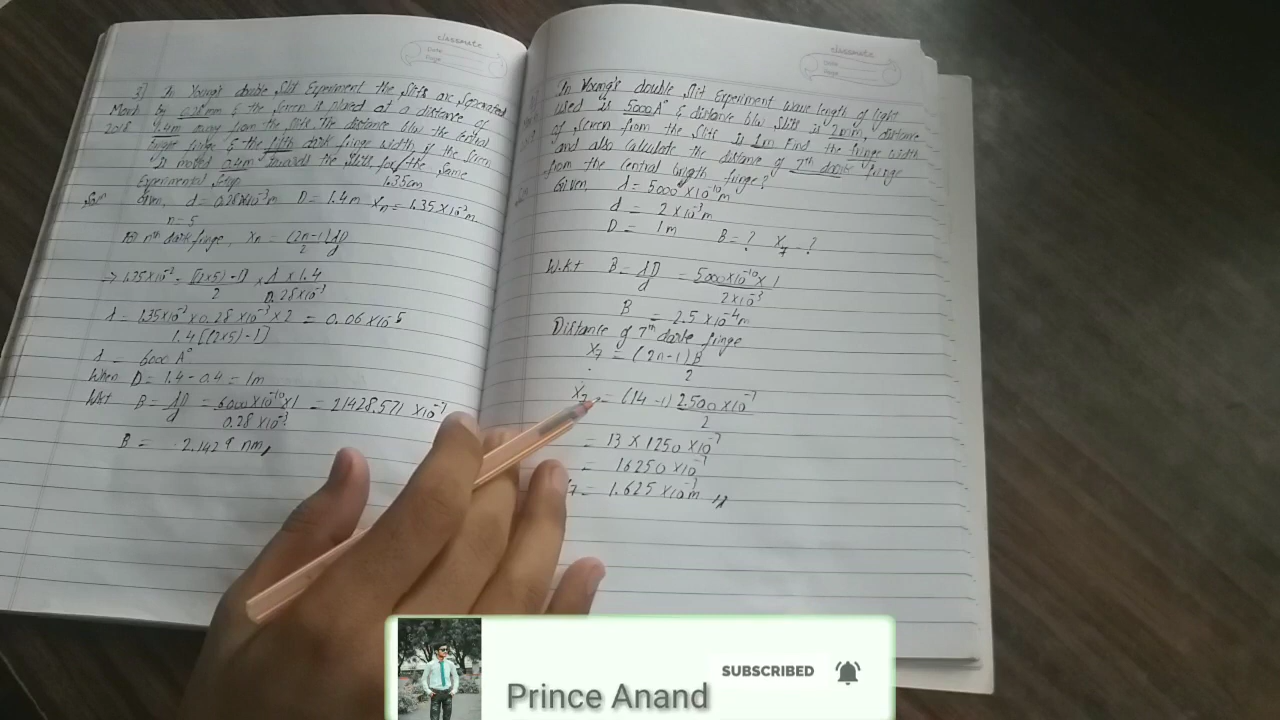 classmate
Date
Page
3) In Young's double slit Experiment the slits are separated
March by 0.28mm & the screen is placed at a distance of
2018 1.4m away from the slits. The distance b/w the central
bright fringe & the fifth dark fringe width if the screen
is moved 0.4m towards the slits for the same
Experimental setup 1.35cm
Soln Given, d = 0.28×10⁻³m D = 1.4m Xn = 1.35×10⁻²m.
n = 5
For nth dark fringe, Xn = (2n-1)λD/2d
⇒ 1.35×10⁻² = [(2×5)-1]/2 × λ×1.4/0.28×10⁻³
λ = 1.35×10⁻² × 0.28×10⁻³×2/1.4[(2×5)-1] = 0.06×10⁻⁵
λ = 6000 A°
When D = 1.4 - 0.4 = 1m
Wkt B = λD/d = 6000×10⁻¹⁰×1/0.28×10⁻³ = 21428.571 ×10⁻⁷
B = 2.1429 nm,
classmate
Date
Page
In Young's double slit Experiment wave length of light
used is 5000A° & distance b/w slits is 2mm, distance
of screen from the slits is 1m Find the fringe width
and also calculate the distance of 7th dark fringe
from the central bright fringe?
Given, λ = 5000×10⁻¹⁰m
d = 2×10⁻³m
D = 1m B = ? X7 = ?
W.kt B = λD/d = 5000×10⁻¹⁰×1/2×10⁻³
B = 2.5×10⁻⁴m
Distance of 7th dark fringe
X7 = (2n-1)B/2
X7 = (14-1) 2500×10⁻⁷/2
= 13 × 1250 ×10⁻⁷
= 16250 ×10⁻⁷
7 = 1.625 ×10⁻⁷m
Prince Anand
SUBSCRIBED